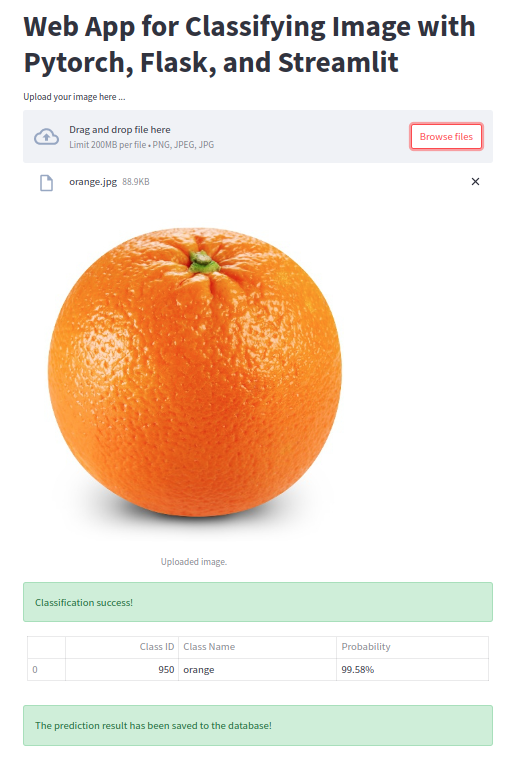 Web App for Classifying Image with
Pytorch, Flask, and Streamlit
Upload your image here ...
Drag and drop file here
Limit 200MB per file • PNG, JPEG, JPG
Browse files
orange.jpg 88.9KB
Uploaded image.
Classification success!
Class ID Class Name Probability
0 950 orange 99.58%
The prediction result has been saved to the database!